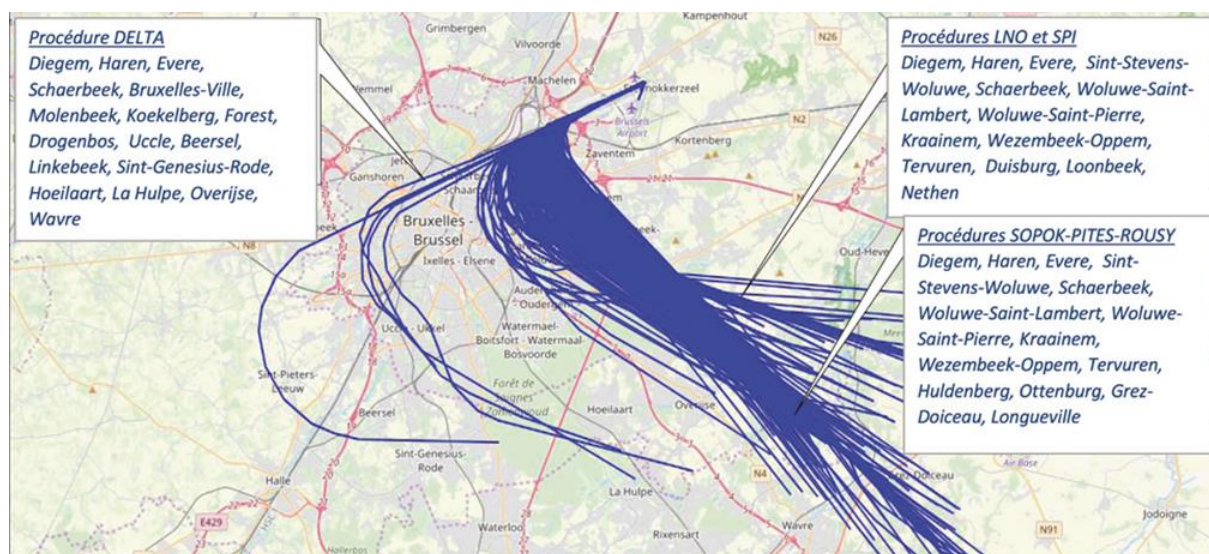 Procédure DELTA
Diegem, Haren, Evere,
Schaerbeek, Bruxelles-Ville,
Molenbeek, Koekelberg, Forest,
Drogenbos, Uccle, Beersel,
Linkebeek, Sint-Genesius-Rode,
Hoeilaart, La Hulpe, Overijse,
Wavre
Procédures LNO et SPI
Diegem, Haren, Evere, Sint-Stevens-
Woluwe, Schaerbeek, Woluwe-Saint-
Lambert, Woluwe-Saint-Pierre,
Kraainem, Wezembeek-Oppem,
Tervuren, Duisburg, Loonbeek,
Nethen
Procédures SOPOK-PITES-ROUSY
Diegem, Haren, Evere, Sint-
Stevens-Woluwe, Schaerbeek,
Woluwe-Saint-Lambert, Woluwe-
Saint-Pierre, Kraainem,
Wezembeek-Oppem, Tervuren,
Huldenberg, Ottenburg, Grez-
Doiceau, Longueville
Grimbergen
Kampenhout
Vilvoorde
N26
Machelen
Brussels
Airport
Kortenberg
N2
Zaventem
Ganshoren
Bruxelles -
Brussel
Ixelles - Elsene
N8
Oud-Heve
Watermael
Boitsfort - Watermaal-
Bosvoorde
Sint-Pieters-
Leeuw
Forêt de
Soignes
Hoeilaart
Overijse
Beersel
Sint-Genesius-
Rode
La Hulpe
N4
Halle
E429
Waterloo
Rixensart
Wavre
Air Base
Jodoigne
N91
Hallerbos